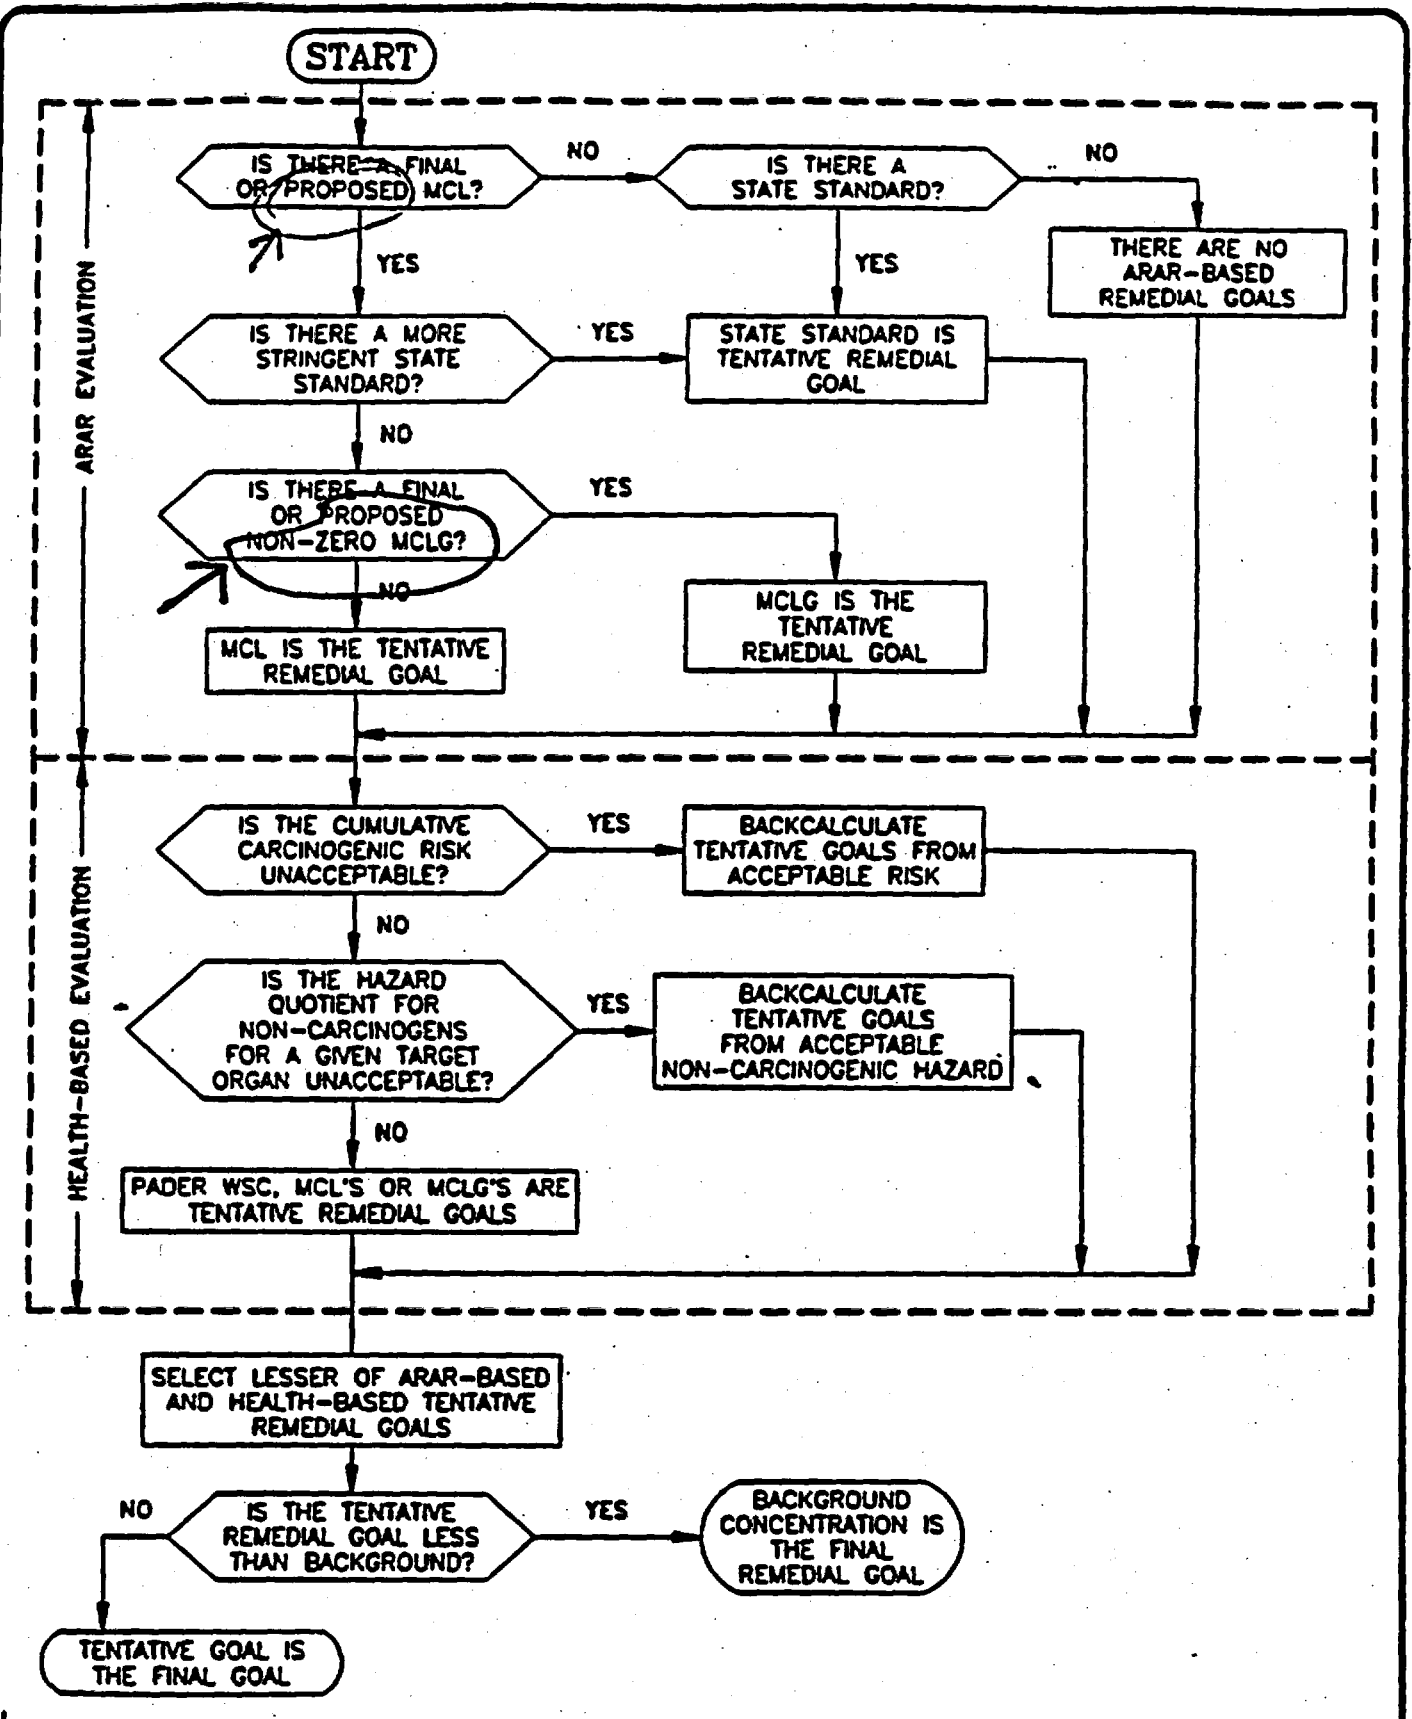 START
IS THERE A FINAL
OR PROPOSED MCL?
NO
IS THERE A
STATE STANDARD?
NO
THERE ARE NO
ARAR-BASED
REMEDIAL GOALS
YES
YES
IS THERE A MORE
STRINGENT STATE
STANDARD?
YES
STATE STANDARD IS
TENTATIVE REMEDIAL
GOAL
NO
IS THERE A FINAL
OR PROPOSED
NON-ZERO MCLG?
YES
NO
MCLG IS THE
TENTATIVE
REMEDIAL GOAL
MCL IS THE TENTATIVE
REMEDIAL GOAL
ARAR EVALUATION
IS THE CUMULATIVE
CARCINOGENIC RISK
UNACCEPTABLE?
YES
BACKCALCULATE
TENTATIVE GOALS FROM
ACCEPTABLE RISK
NO
IS THE HAZARD
QUOTIENT FOR
NON-CARCINOGENS
FOR A GIVEN TARGET
ORGAN UNACCEPTABLE?
YES
BACKCALCULATE
TENTATIVE GOALS
FROM ACCEPTABLE
NON-CARCINOGENIC HAZARD
NO
PADER WSC, MCL'S OR MCLG'S ARE
TENTATIVE REMEDIAL GOALS
HEALTH-BASED EVALUATION
SELECT LESSER OF ARAR-BASED
AND HEALTH-BASED TENTATIVE
REMEDIAL GOALS
NO
IS THE TENTATIVE
REMEDIAL GOAL LESS
THAN BACKGROUND?
YES
BACKGROUND
CONCENTRATION IS
THE FINAL
REMEDIAL GOAL
TENTATIVE GOAL IS
THE FINAL GOAL